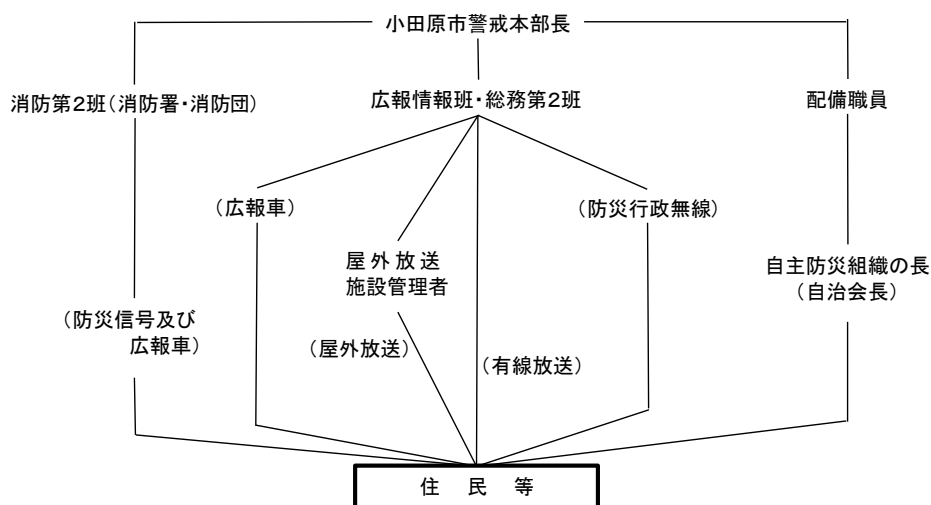 小田原市警戒本部長
消防第2班(消防署・消防団)
広報情報班・総務第2班
配備職員
(広報車)
(防災行政無線)
屋外放送
施設管理者
自主防災組織の長
(自治会長)
(防災信号及び
広報車)
(屋外放送)
(有線放送)
住民等